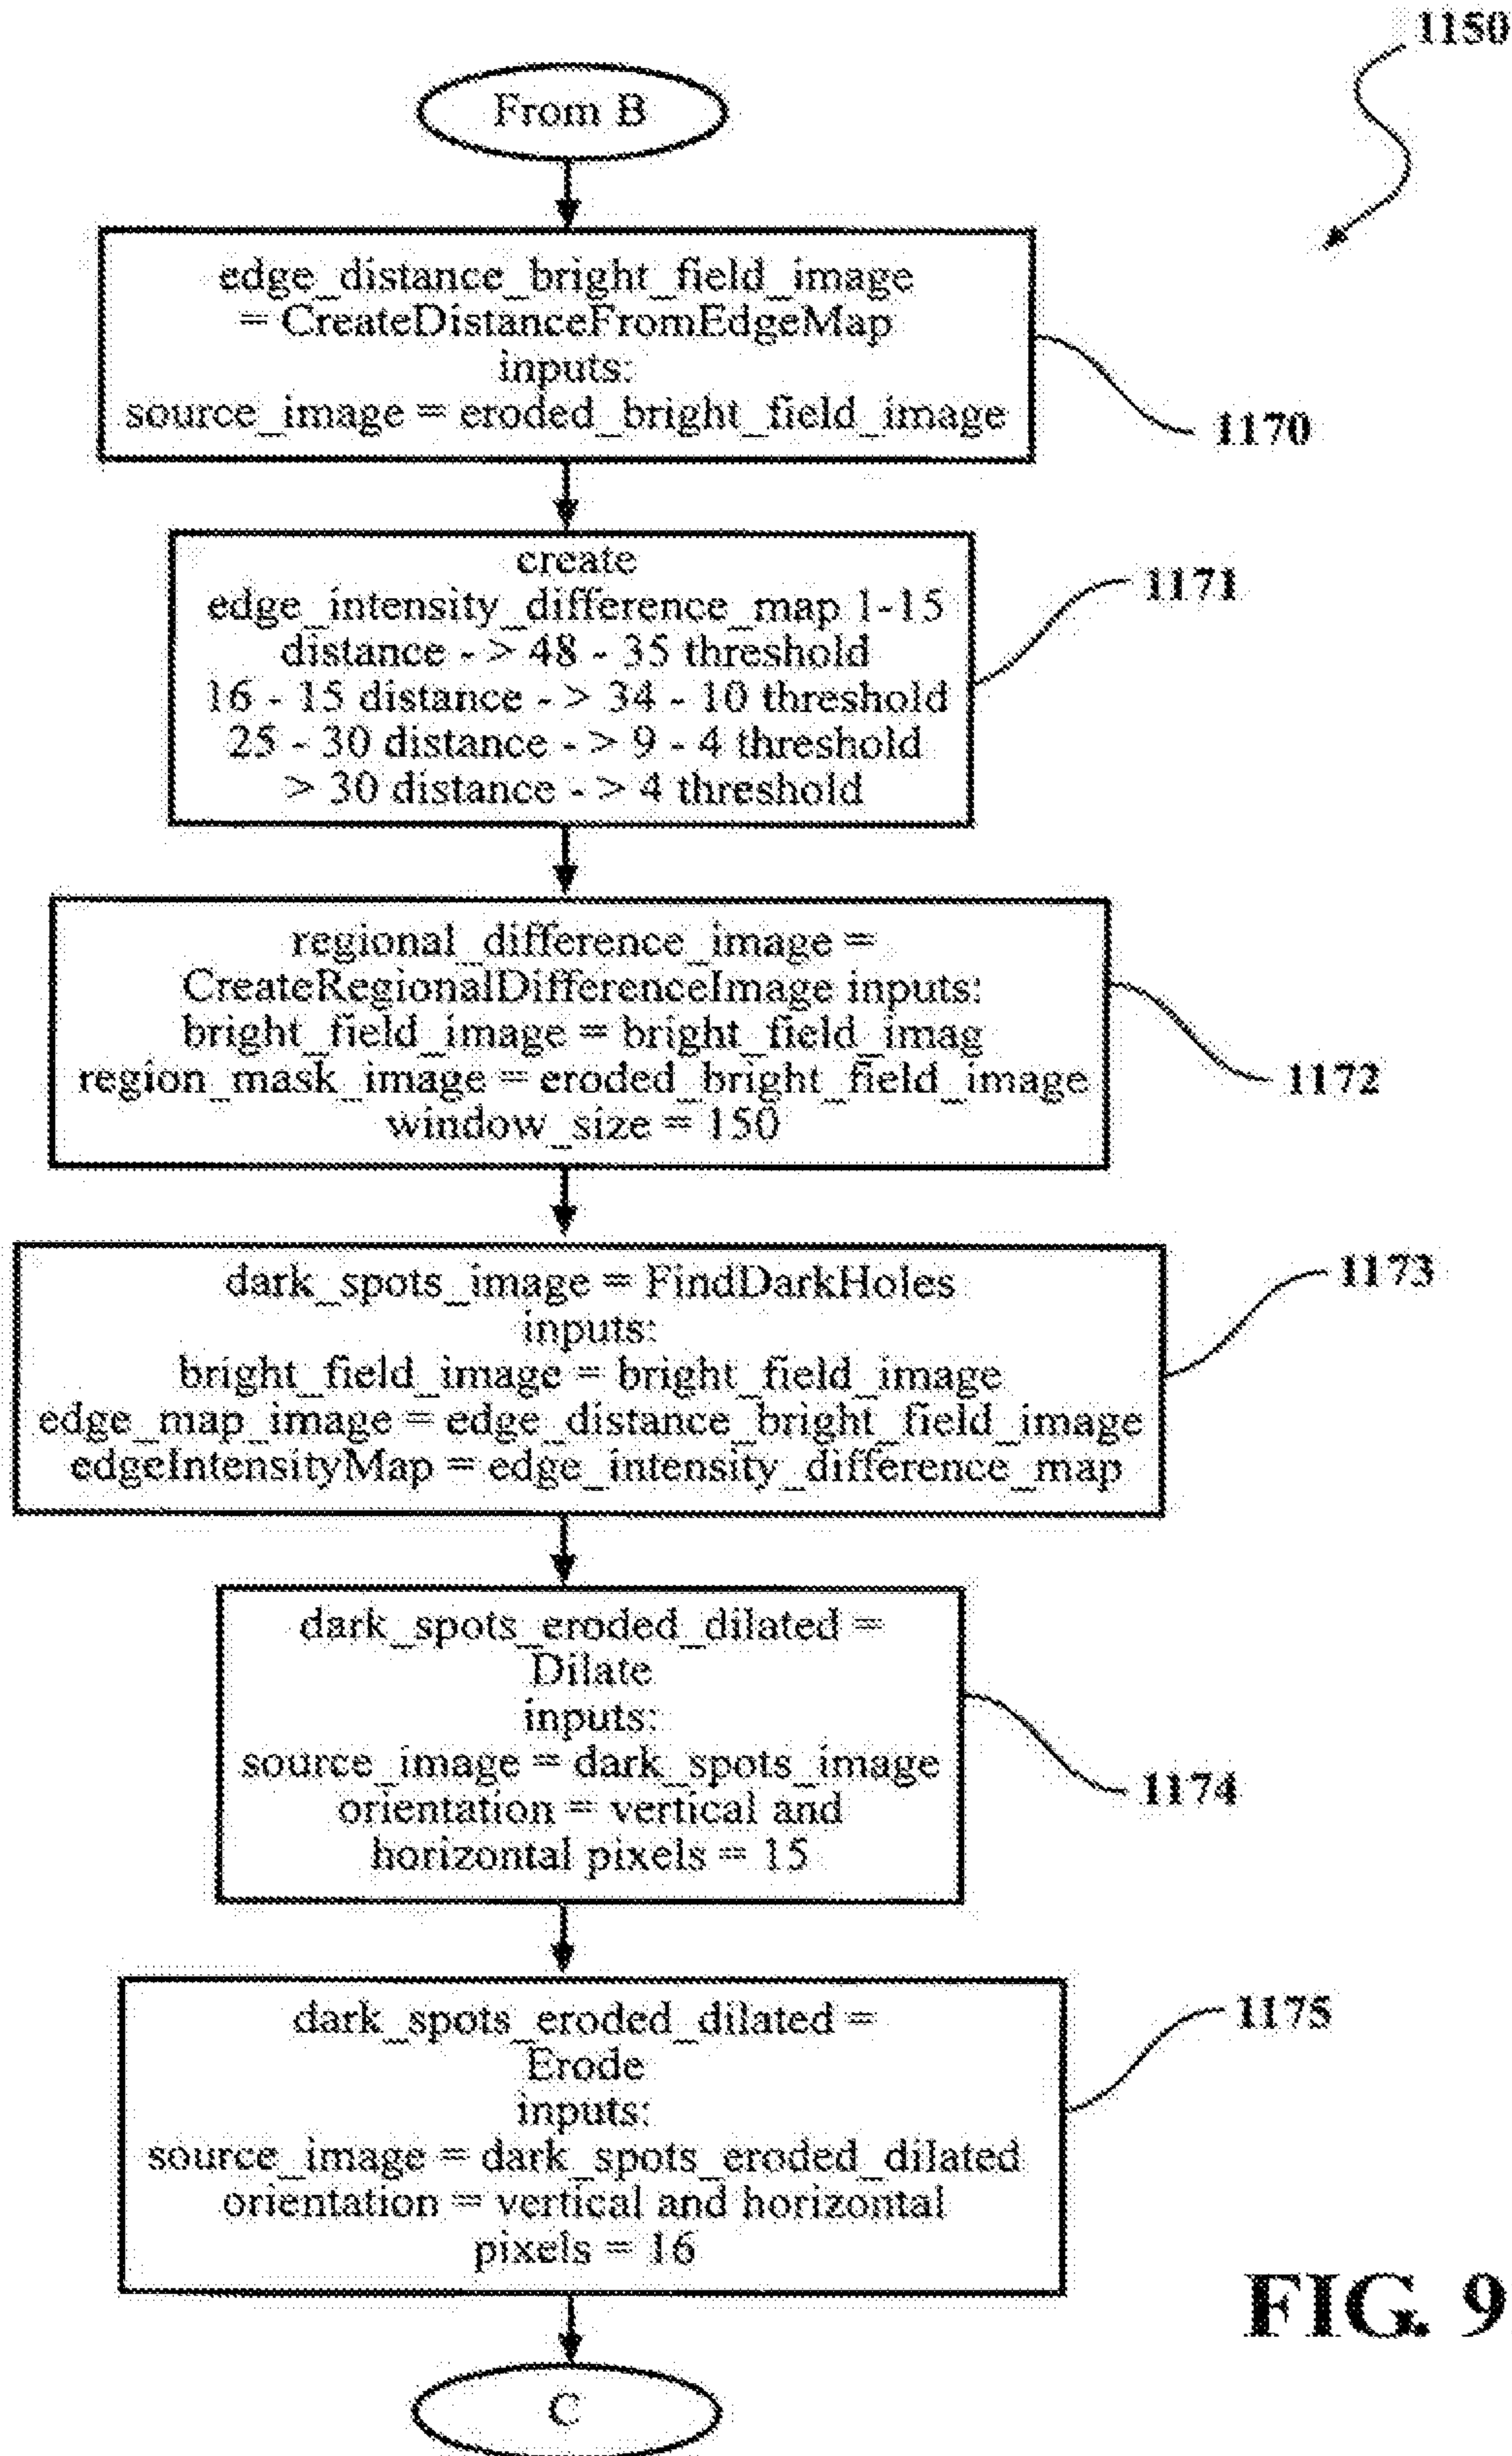 1150
From B
edge_distance_bright_field_image
= CreateDistanceFromEdgeMap
inputs:
source_image = eroded_bright_field_image
1170
create
edge_intensity_difference_map 1-15
distance - > 48 - 35 threshold
16 - 15 distance - > 34 - 10 threshold
25 - 30 distance - > 9 - 4 threshold
> 30 distance - > 4 threshold
1171
regional_difference_image =
CreateRegionalDifferenceImage inputs:
bright_field_image = bright_field_imag
region_mask_image = eroded_bright_field_image
window_size = 150
1172
dark_spots_image = FindDarkHoles
inputs:
bright_field_image = bright_field_image
edge_map_image = edge_distance_bright_field_image
edgeIntensityMap = edge_intensity_difference_map
1173
dark_spots_eroded_dilated =
Dilate
inputs:
source_image = dark_spots_image
orientation = vertical and
horizontal pixels = 15
1174
dark_spots_eroded_dilated =
Erode
inputs:
source_image = dark_spots_eroded_dilated
orientation = vertical and horizontal
pixels = 16
1175
C
FIG. 9